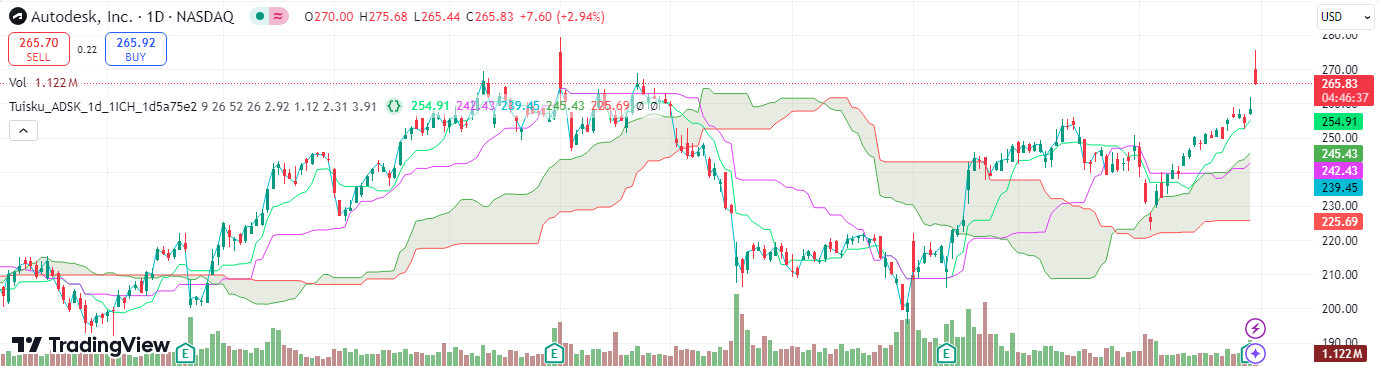 Autodesk, Inc. · 1D · NASDAQ O270.00 H275.68 L265.44 C265.83 +7.60 (+2.94%)
USD
265.70 SELL 0.22 265.92 BUY
Vol 1.122 M
Tuisku_ADSK_1d_1ICH_1d5a75e2 9 26 52 26 2.92 1.12 2.31 3.91 254.91 242.43 239.45 245.43 225.69 Ø Ø
280.00
270.00
265.83
04:46:37
254.91
250.00
245.43
242.43
239.45
230.00
225.69
220.00
210.00
200.00
190.00
1.122 M
TradingView
E E E